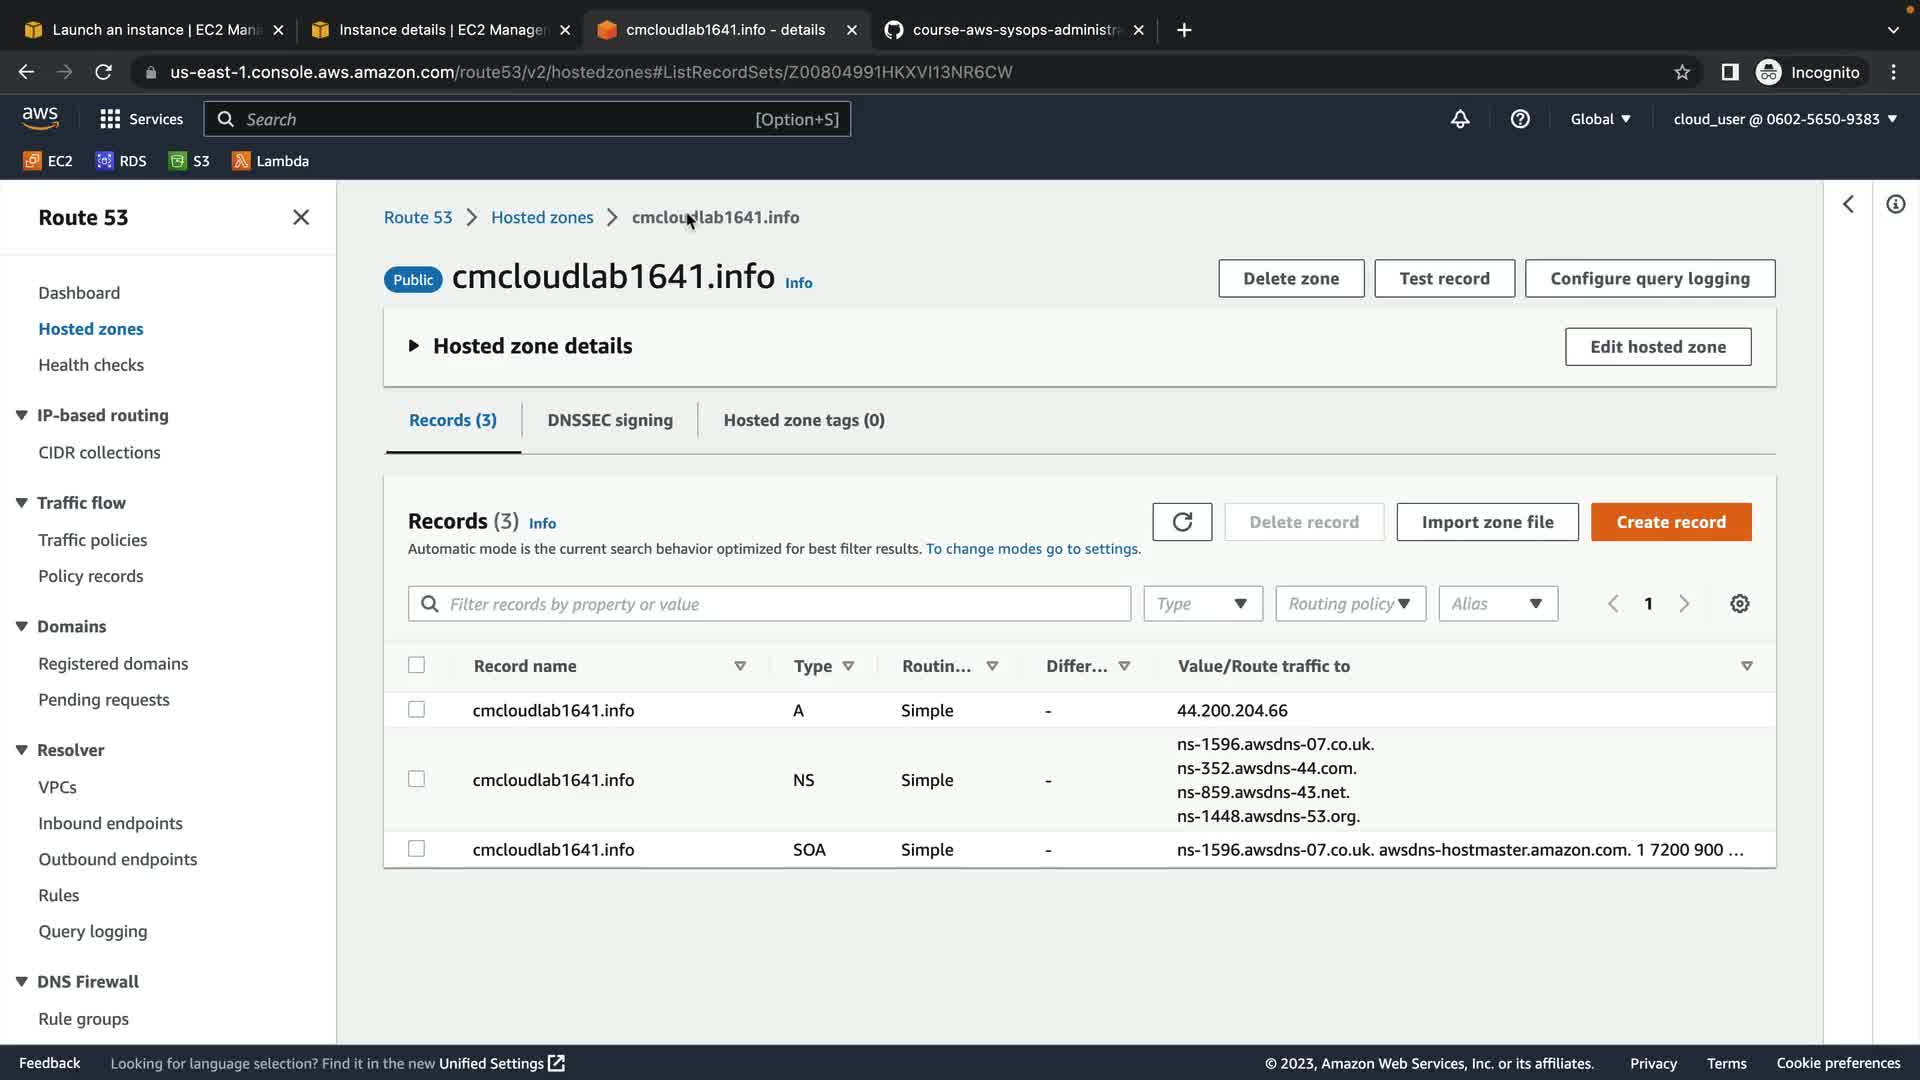 Launch an instance | EC2 Mana
Instance details | EC2 Manager
cmcloudlab1641.info - details
course-aws-sysops-administra
us-east-1.console.aws.amazon.com/route53/v2/hostedzones#ListRecordSets/Z00804991HKXVI13NR6CW
Incognito
aws
Services
Search
[Option+S]
Global
cloud_user @ 0602-5650-9383
EC2
RDS
S3
Lambda
Route 53
Dashboard
Hosted zones
Health checks
IP-based routing
CIDR collections
Traffic flow
Traffic policies
Policy records
Domains
Registered domains
Pending requests
Resolver
VPCs
Inbound endpoints
Outbound endpoints
Rules
Query logging
DNS Firewall
Rule groups
Route 53 > Hosted zones > cmcloudlab1641.info
Public cmcloudlab1641.info Info
Delete zone
Test record
Configure query logging
Hosted zone details
Edit hosted zone
Records (3)
DNSSEC signing
Hosted zone tags (0)
Records (3) Info
Automatic mode is the current search behavior optimized for best filter results. To change modes go to settings.
Delete record
Import zone file
Create record
Filter records by property or value
Type
Routing policy
Alias
1
Record name
Type
Routin...
Differ...
Value/Route traffic to
cmcloudlab1641.info A Simple - 44.200.204.66
cmcloudlab1641.info NS Simple -
ns-1596.awsdns-07.co.uk.
ns-352.awsdns-44.com.
ns-859.awsdns-43.net.
ns-1448.awsdns-53.org.
cmcloudlab1641.info SOA Simple - ns-1596.awsdns-07.co.uk. awsdns-hostmaster.amazon.com. 1 7200 900 ...
Feedback
Looking for language selection? Find it in the new Unified Settings
© 2023, Amazon Web Services, Inc. or its affiliates.
Privacy
Terms
Cookie preferences